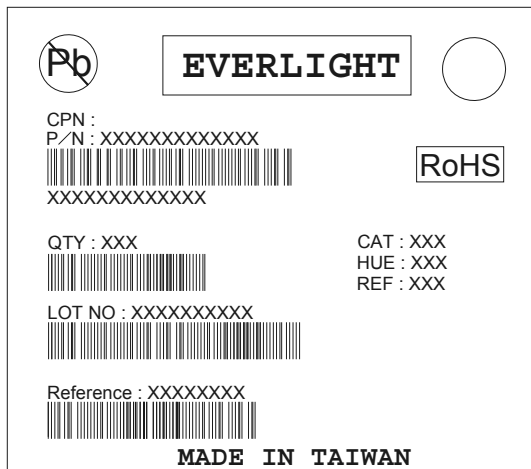 Pb
EVERLIGHT
CPN :
P/N : XXXXXXXXXXXXX
RoHS
XXXXXXXXXXXXX
QTY : XXX
CAT : XXX
HUE : XXX
REF : XXX
LOT NO : XXXXXXXXXX
Reference : XXXXXXXX
MADE IN TAIWAN